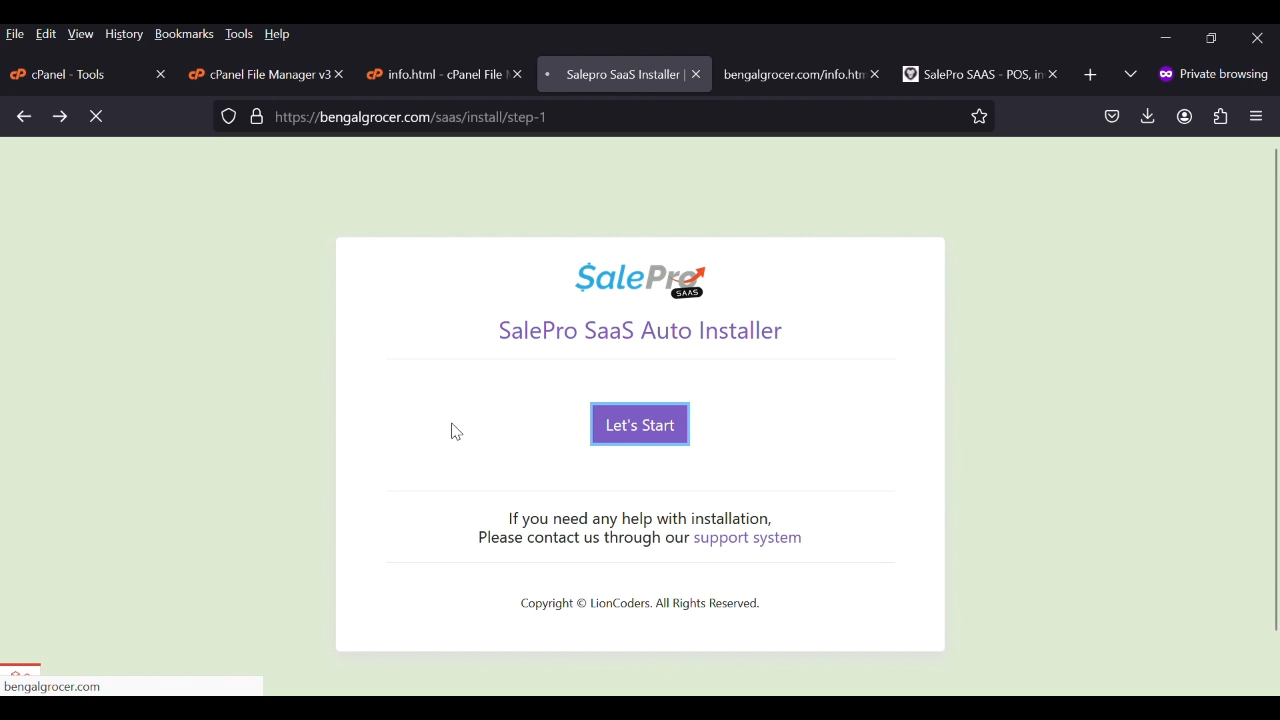 File Edit View History Bookmarks Tools Help
cPanel - Tools
cPanel File Manager v3
info.html - cPanel File
Salepro SaaS Installer |
bengalgrocer.com/info.htm
SalePro SAAS - POS, in
Private browsing
https://bengalgrocer.com/saas/install/step-1
$alePro
SAAS
SalePro SaaS Auto Installer
Let's Start
If you need any help with installation,
Please contact us through our support system
Copyright © LionCoders. All Rights Reserved.
bengalgrocer.com